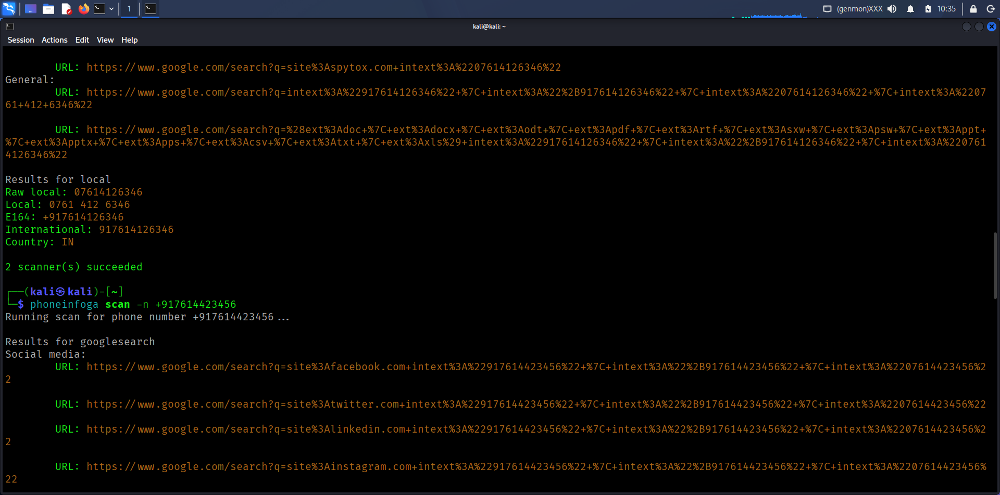 1
(genmon)XXX
10:35
kali@kali: ~
Session Actions Edit View Help
URL: https://www.google.com/search?q=site%3Aspytox.com+intext%3A%2207614126346%22
General:
URL: https://www.google.com/search?q=intext%3A%22917614126346%22+%7C+intext%3A%22%2B917614126346%22+%7C+intext%3A%2207614126346%22+%7C+intext%3A%2207
61+412+6346%22
URL: https://www.google.com/search?q=%28ext%3Adoc+%7C+ext%3Adocx+%7C+ext%3Aodt+%7C+ext%3Apdf+%7C+ext%3Artf+%7C+ext%3Asxw+%7C+ext%3Apsw+%7C+ext%3Appt+
%7C+ext%3Apptx+%7C+ext%3Apps+%7C+ext%3Acsv+%7C+ext%3Atxt+%7C+ext%3Axls%29+intext%3A%22917614126346%22+%7C+intext%3A%22%2B917614126346%22+%7C+intext%3A%220761
4126346%22
Results for local
Raw local: 07614126346
Local: 0761 412 6346
E164: +917614126346
International: 917614126346
Country: IN
2 scanner(s) succeeded
┌──(kali㉿kali)-[~]
└─$ phoneinfoga scan -n +917614423456
Running scan for phone number +917614423456...
Results for googlesearch
Social media:
URL: https://www.google.com/search?q=site%3Afacebook.com+intext%3A%22917614423456%22+%7C+intext%3A%22%2B917614423456%22+%7C+intext%3A%2207614423456%2
2
URL: https://www.google.com/search?q=site%3Atwitter.com+intext%3A%22917614423456%22+%7C+intext%3A%22%2B917614423456%22+%7C+intext%3A%2207614423456%22
URL: https://www.google.com/search?q=site%3Alinkedin.com+intext%3A%22917614423456%22+%7C+intext%3A%22%2B917614423456%22+%7C+intext%3A%2207614423456%2
2
URL: https://www.google.com/search?q=site%3Ainstagram.com+intext%3A%22917614423456%22+%7C+intext%3A%22%2B917614423456%22+%7C+intext%3A%2207614423456%
22